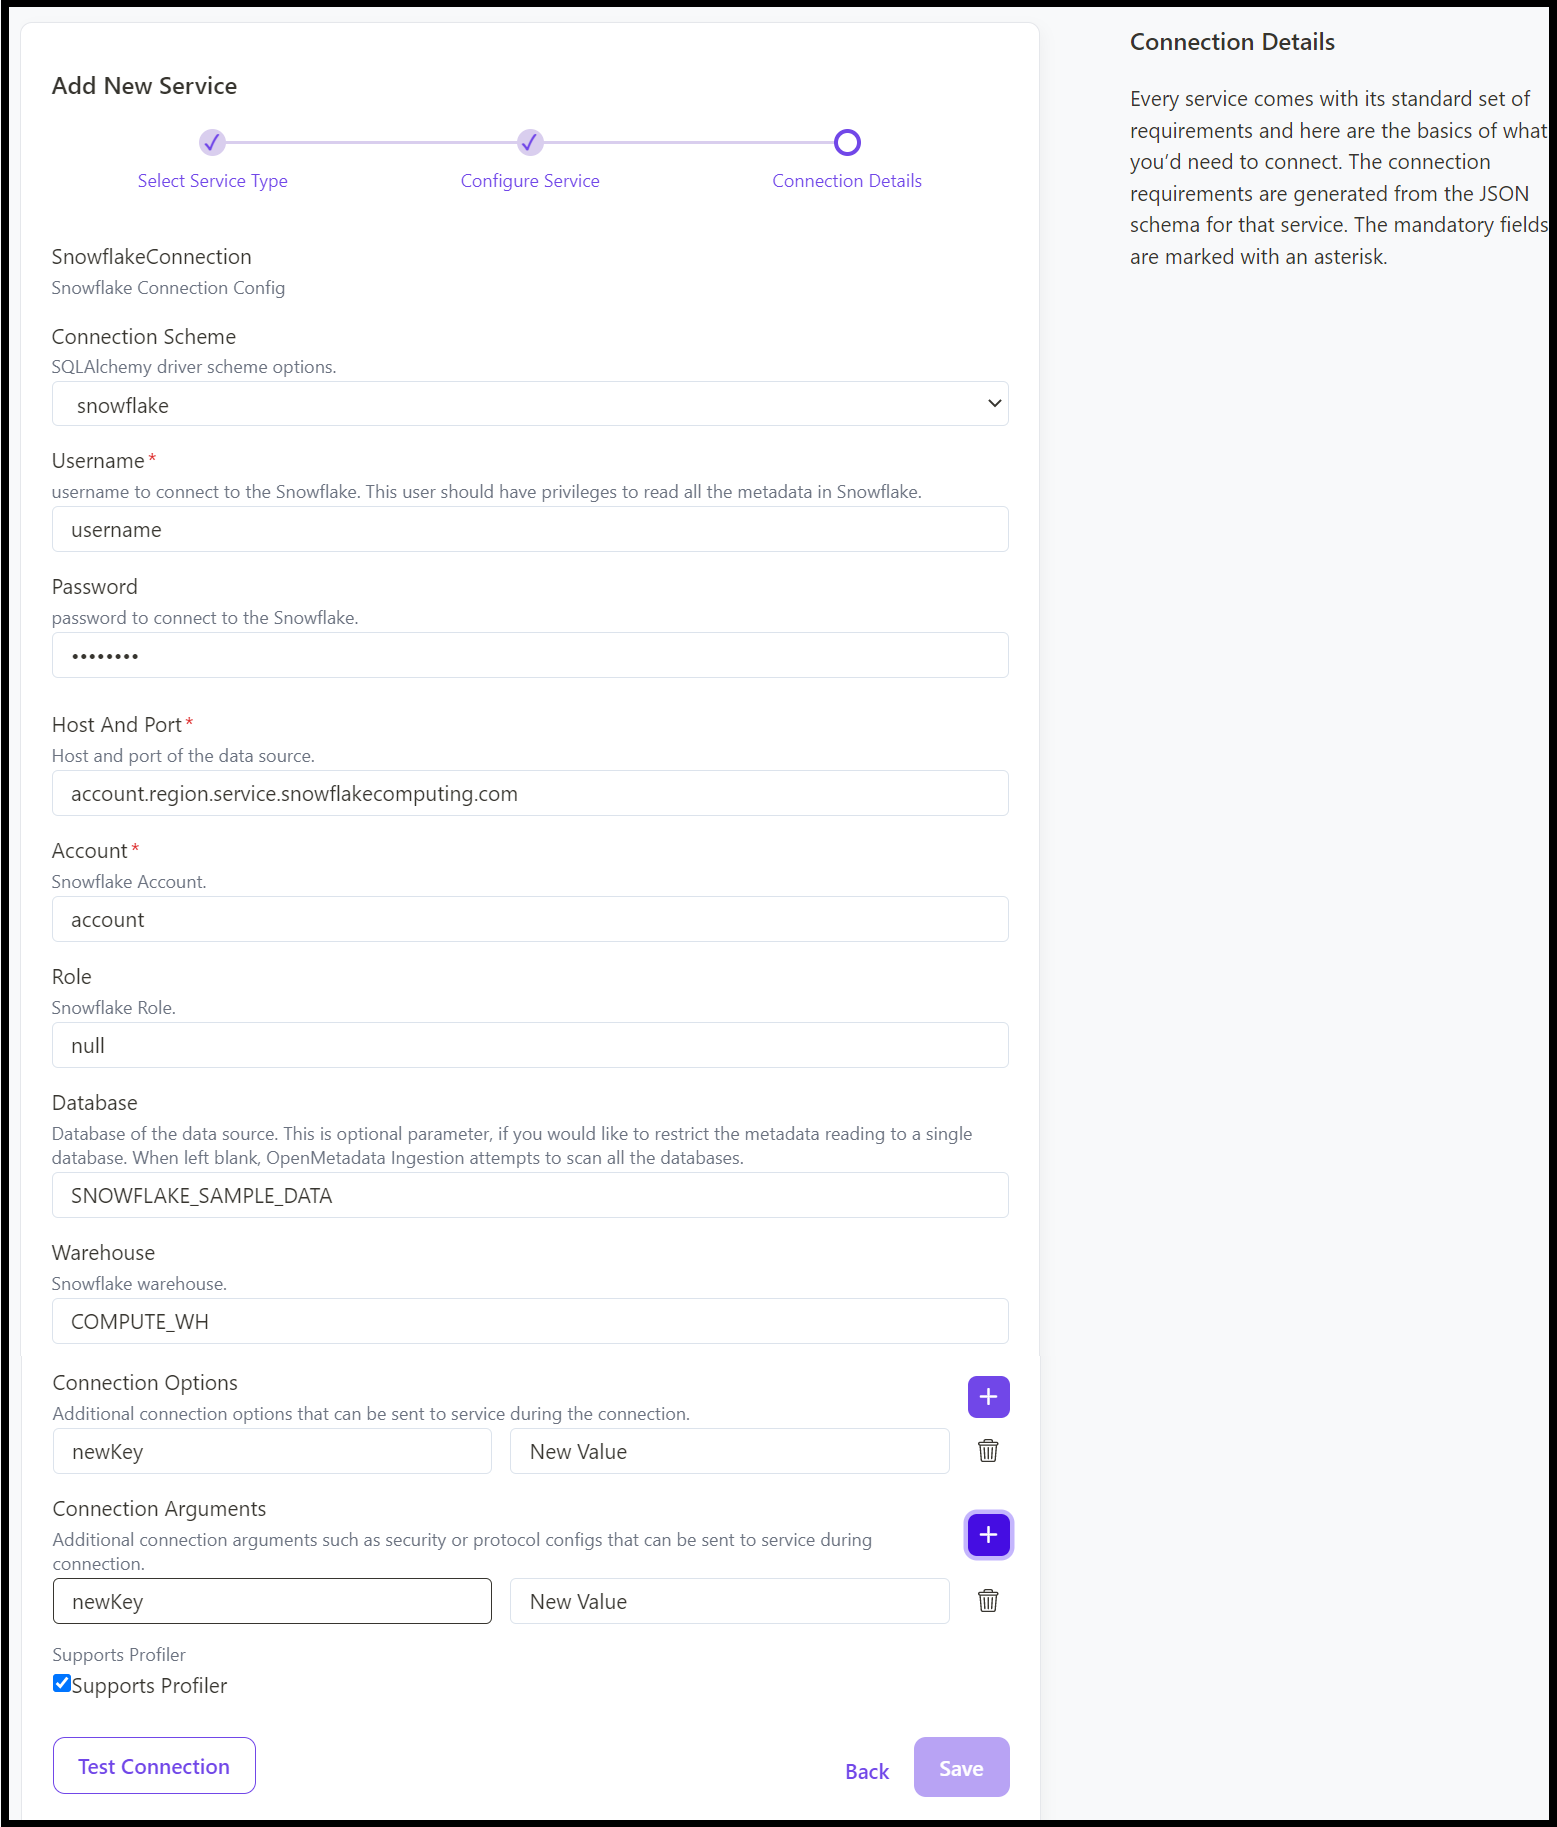 Add New Service
Select Service Type
Configure Service
Connection Details
SnowflakeConnection
Snowflake Connection Config
Connection Scheme
SQLAlchemy driver scheme options.
snowflake
Username*
username to connect to the Snowflake. This user should have privileges to read all the metadata in Snowflake.
username
Password
password to connect to the Snowflake.
••••••••
Host And Port*
Host and port of the data source.
account.region.service.snowflakecomputing.com
Account*
Snowflake Account.
account
Role
Snowflake Role.
null
Database
Database of the data source. This is optional parameter, if you would like to restrict the metadata reading to a single
database. When left blank, OpenMetadata Ingestion attempts to scan all the databases.
SNOWFLAKE_SAMPLE_DATA
Warehouse
Snowflake warehouse.
COMPUTE_WH
Connection Options
Additional connection options that can be sent to service during the connection.
newKey
New Value
Connection Arguments
Additional connection arguments such as security or protocol configs that can be sent to service during
connection.
newKey
New Value
Supports Profiler
Supports Profiler
Test Connection
Back
Save
Connection Details
Every service comes with its standard set of
requirements and here are the basics of what
you’d need to connect. The connection
requirements are generated from the JSON
schema for that service. The mandatory fields
are marked with an asterisk.